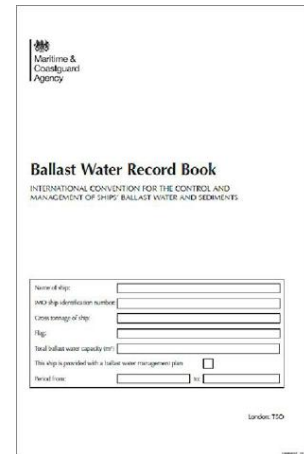 Maritime &
Coastguard
Agency
Ballast Water Record Book
INTERNATIONAL CONVENTION FOR THE CONTROL AND
MANAGEMENT OF SHIPS' BALLAST WATER AND SEDIMENTS
Name of ship:
IMO ship identification number:
Gross tonnage of ship:
Flag:
Total ballast water capacity (m³)
This ship is provided with a ballast water management plan
Period from: to:
London: TSO